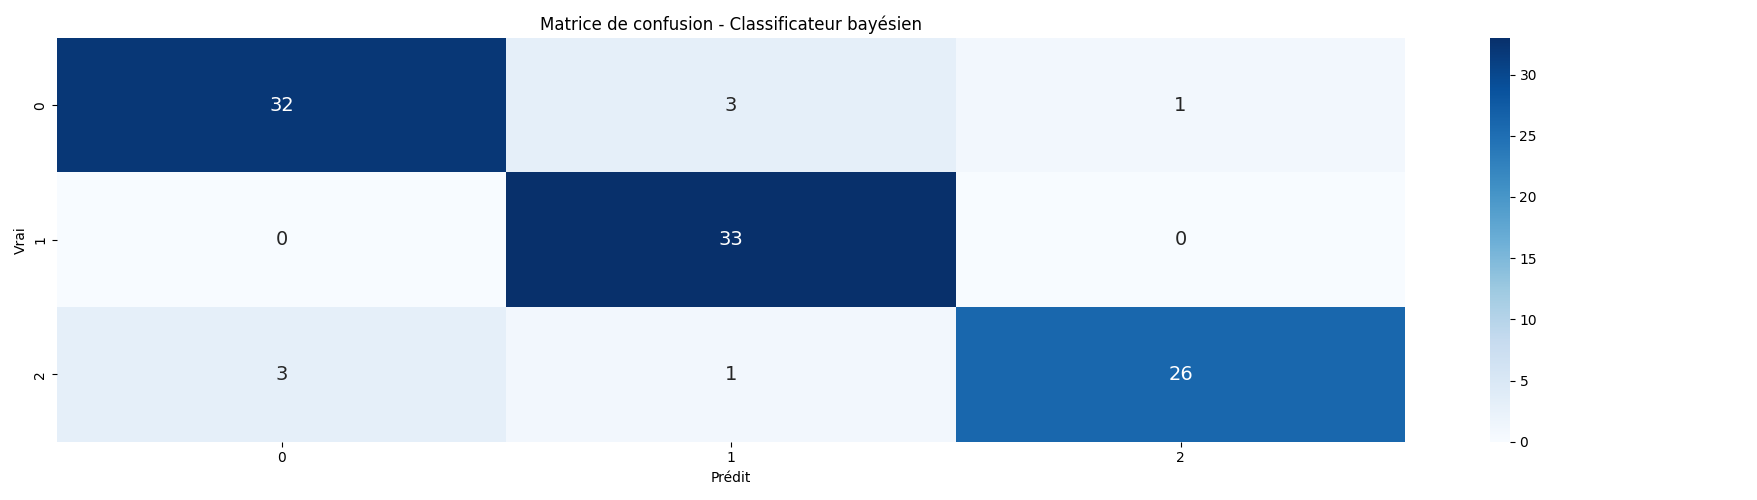 Matrice de confusion - Classificateur bayésien
0 32 3 1
1 0 33 0
2 3 1 26
0 1 2
Vrai
Prédit
30
25
20
15
10
5
0